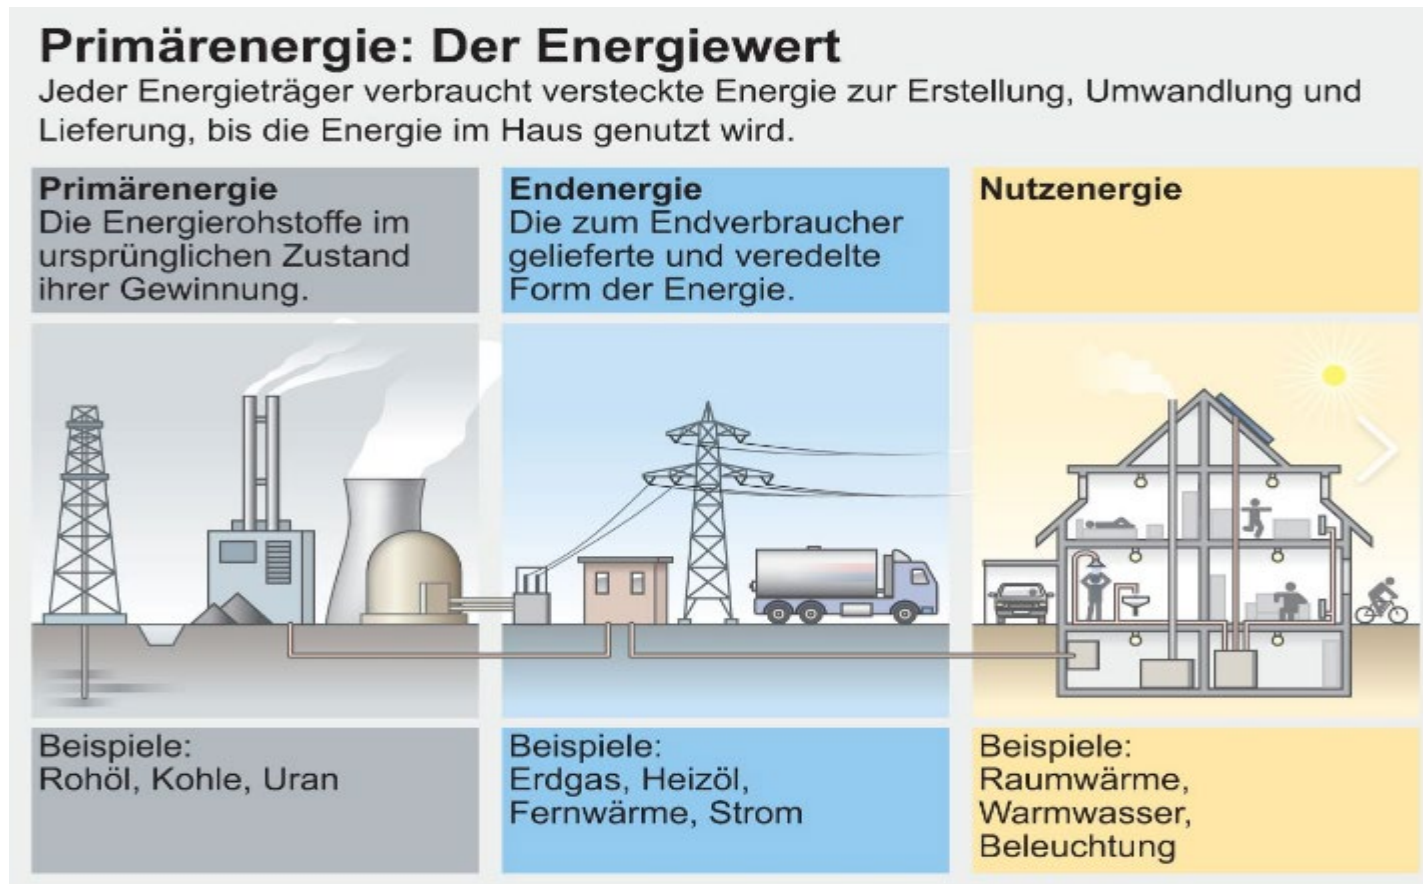 Primärenergie: Der Energiewert
Jeder Energieträger verbraucht versteckte Energie zur Erstellung, Umwandlung und
Lieferung, bis die Energie im Haus genutzt wird.
Primärenergie
Die Energierohstoffe im
ursprünglichen Zustand
ihrer Gewinnung.
Endenergie
Die zum Endverbraucher
gelieferte und veredelte
Form der Energie.
Nutzenergie
Beispiele:
Rohöl, Kohle, Uran
Beispiele:
Erdgas, Heizöl,
Fernwärme, Strom
Beispiele:
Raumwärme,
Warmwasser,
Beleuchtung